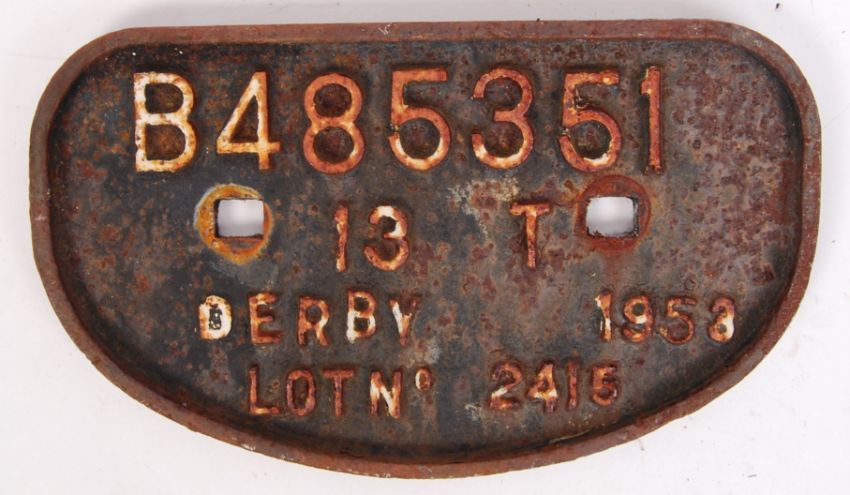 B485351
13 T
DERBY 1953
LOT Nº 2415